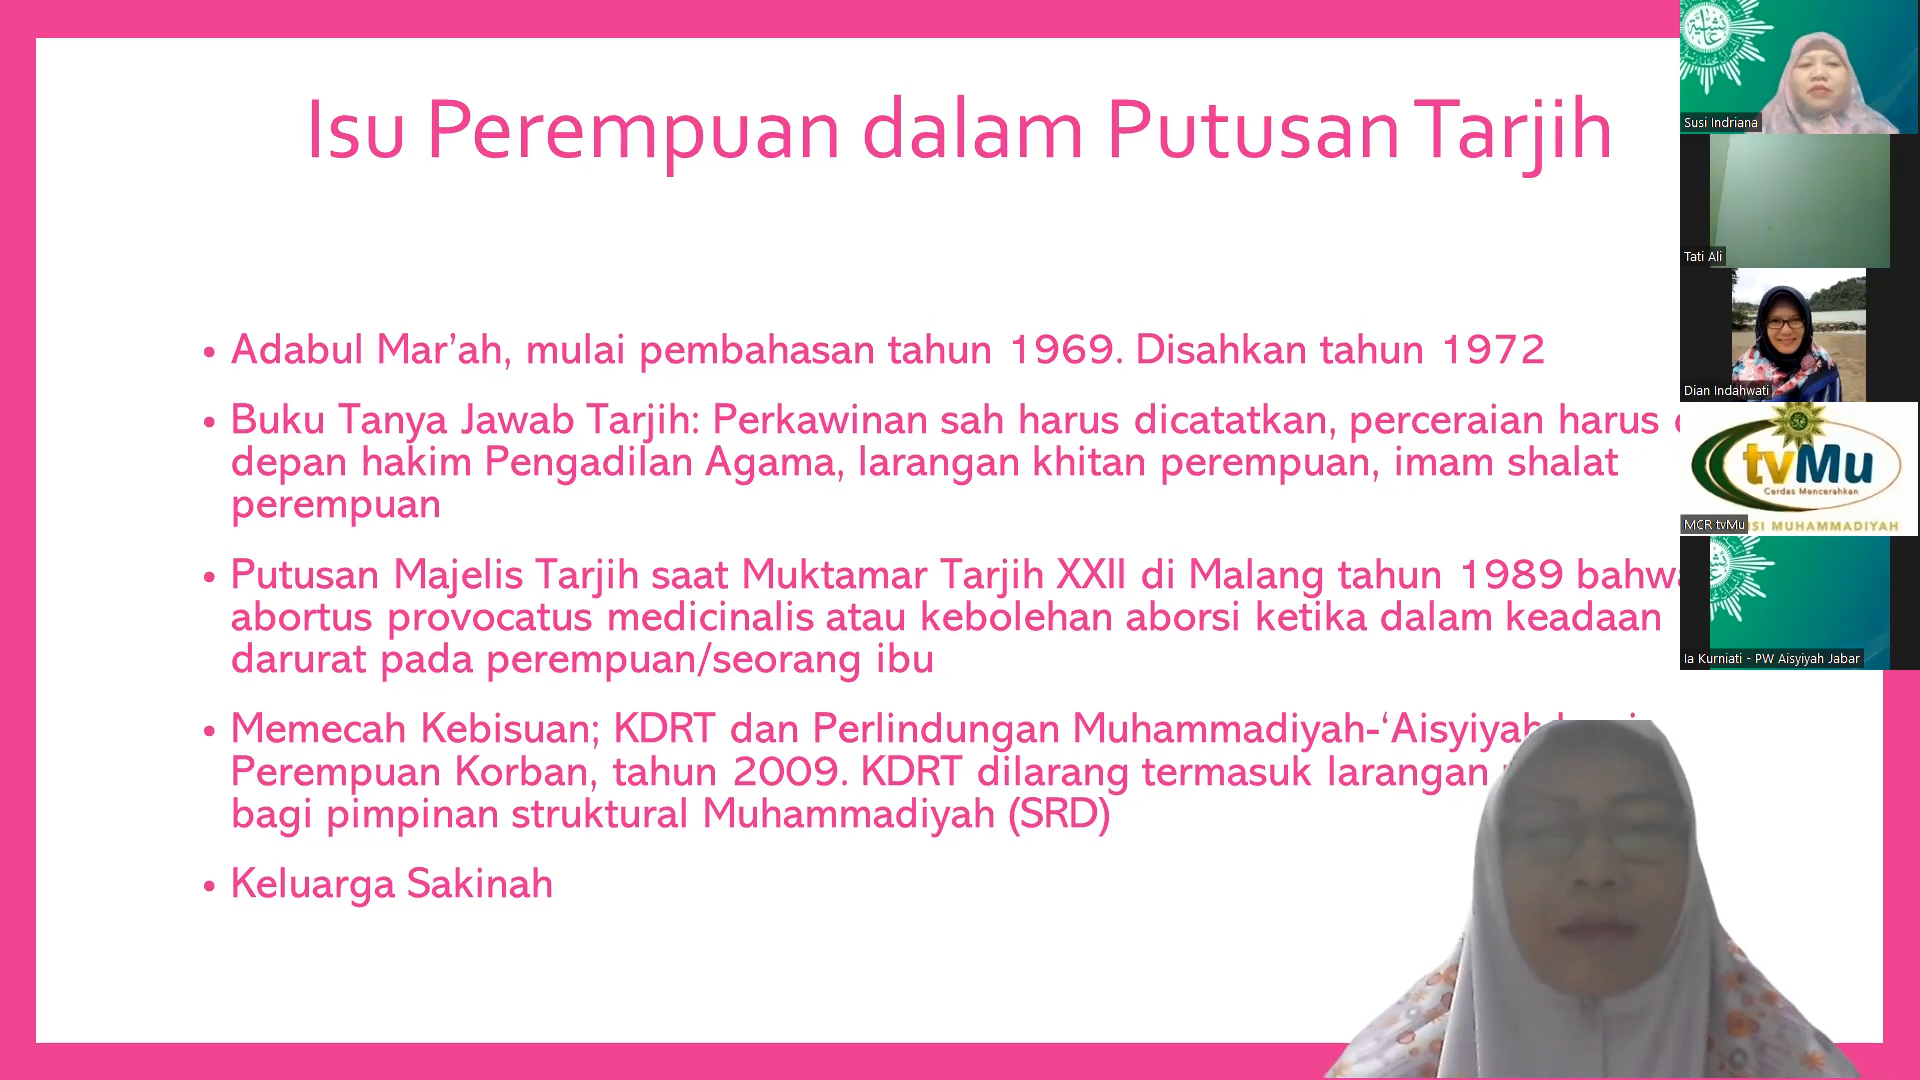 Isu Perempuan dalam Putusan Tarjih
• Adabul Mar’ah, mulai pembahasan tahun 1969. Disahkan tahun 1972
• Buku Tanya Jawab Tarjih: Perkawinan sah harus dicatatkan, perceraian harus
depan hakim Pengadilan Agama, larangan khitan perempuan, imam shalat
perempuan
• Putusan Majelis Tarjih saat Muktamar Tarjih XXII di Malang tahun 1989 bahwa
abortus provocatus medicinalis atau kebolehan aborsi ketika dalam keadaan
darurat pada perempuan/seorang ibu
• Memecah Kebisuan; KDRT dan Perlindungan Muhammadiyah-‘Aisyiyah
Perempuan Korban, tahun 2009. KDRT dilarang termasuk larangan
bagi pimpinan struktural Muhammadiyah (SRD)
• Keluarga Sakinah
Susi Indriana
Tati Ali
Dian Indahwati
tvMu
Cerdas Mencerahkan
MCR tvMu
SI MUHAMMADIYAH
Ia Kurniati - PW Aisyiyah Jabar